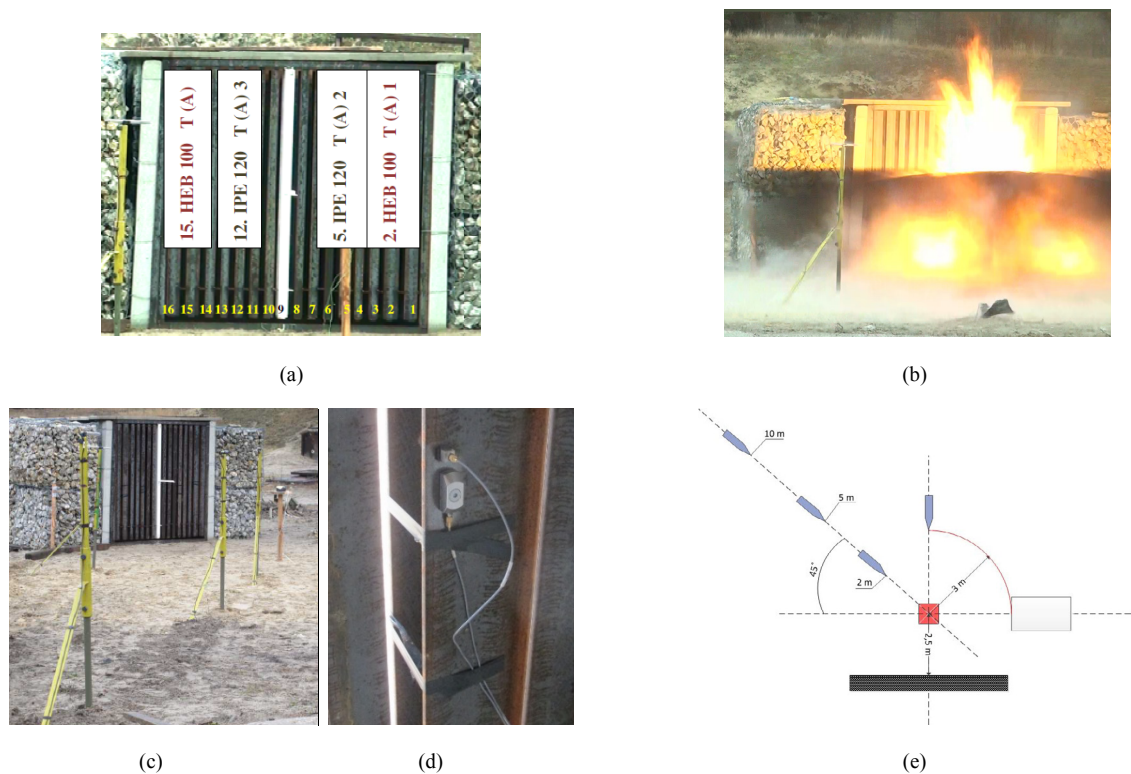 15. HEB 100 T (A)
12. IPE 120 T (A) 3
5. IPE 120 T (A) 2
2. HEB 100 T (A) 1
16 15 14 13 12 11 10 9 8 7 6 5 4 3 2 1
(a)
(b)
(c)
(d)
10 m
5 m
2 m
45°
3 m
2,5 m
(e)